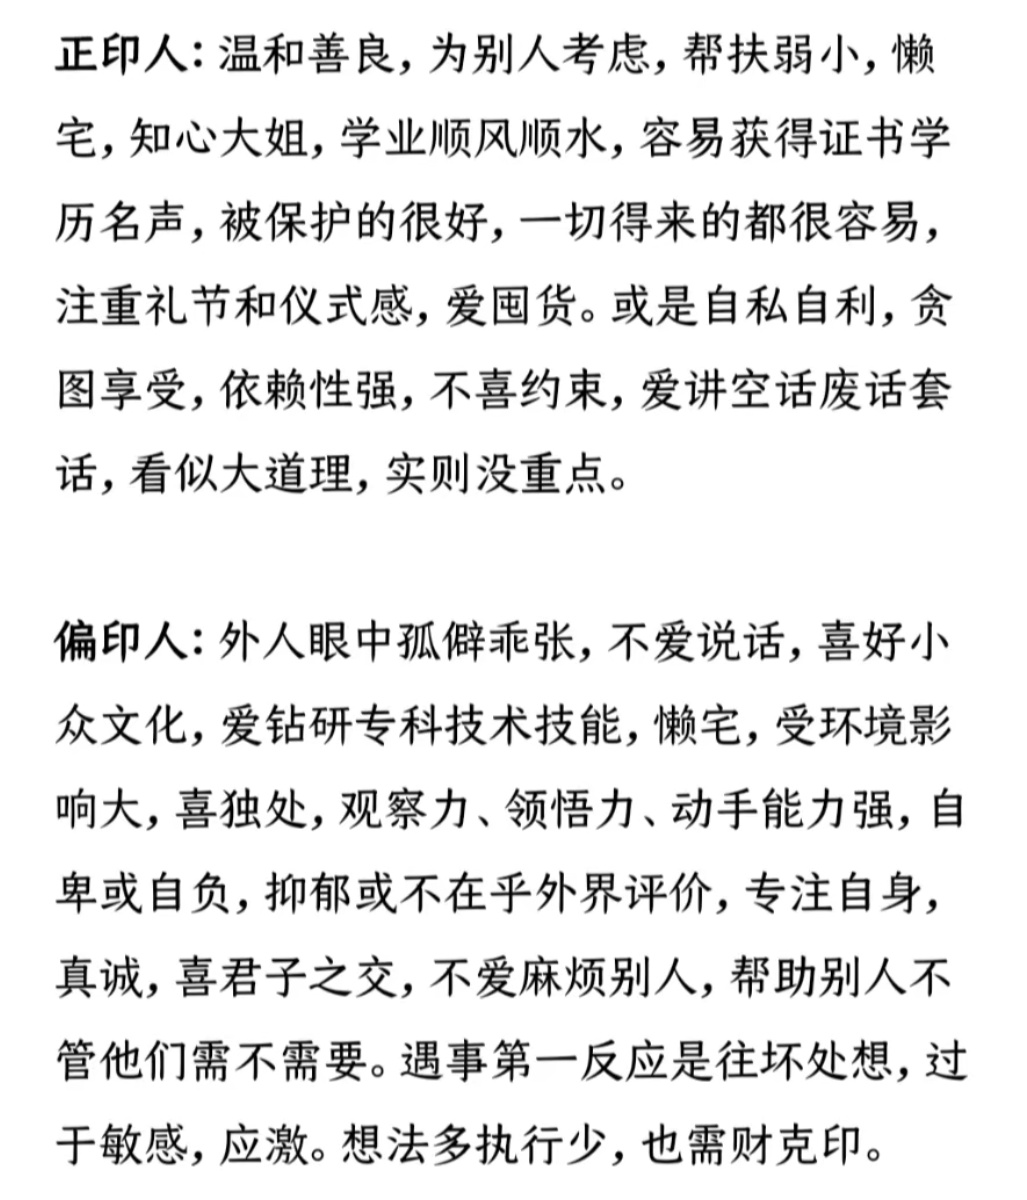 正印人：温和善良，为别人考虑，帮扶弱小，懒
宅，知心大姐，学业顺风顺水，容易获得证书学
历名声，被保护的很好，一切得来的都很容易，
注重礼节和仪式感，爱囤货。或是自私自利，贪
图享受，依赖性强，不喜约束，爱讲空话废话套
话，看似大道理，实则没重点。
偏印人：外人眼中孤僻乖张，不爱说话，喜好小
众文化，爱钻研专科技术技能，懒宅，受环境影
响大，喜独处，观察力、领悟力、动手能力强，自
卑或自负，抑郁或不在乎外界评价，专注自身，
真诚，喜君子之交，不爱麻烦别人，帮助别人不
管他们需不需要。遇事第一反应是往坏处想，过
于敏感，应激。想法多执行少，也需财克印。